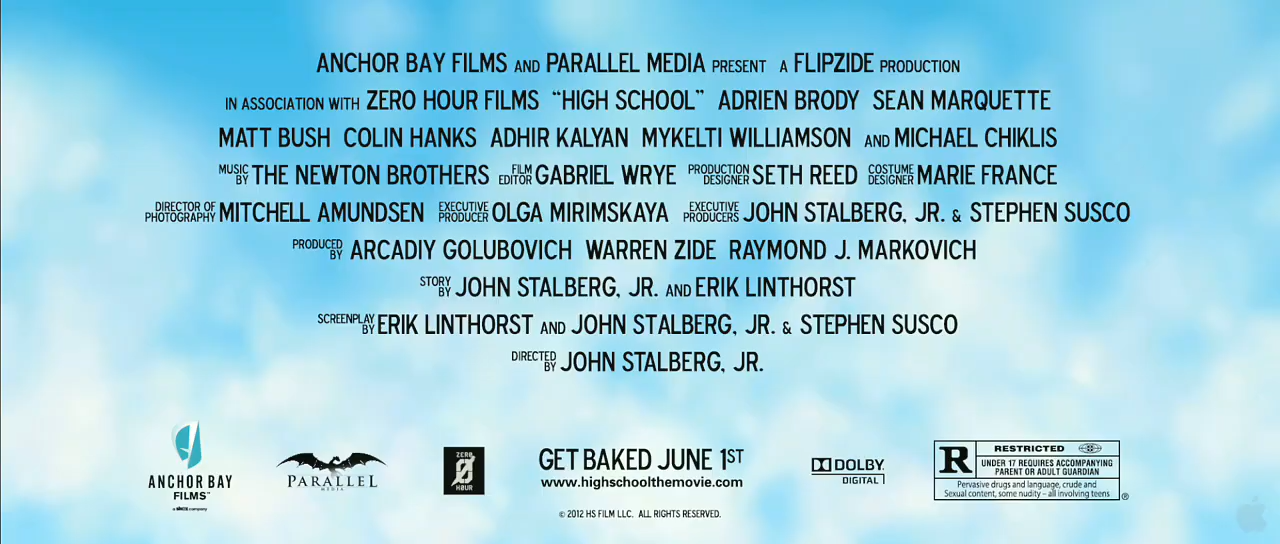 ANCHOR BAY FILMS AND PARALLEL MEDIA PRESENT A FLIPZIDE PRODUCTION
IN ASSOCIATION WITH ZERO HOUR FILMS "HIGH SCHOOL" ADRIEN BRODY SEAN MARQUETTE
MATT BUSH COLIN HANKS ADHIR KALYAN MYKELTI WILLIAMSON AND MICHAEL CHIKLIS
MUSIC BY THE NEWTON BROTHERS FILM EDITOR GABRIEL WRYE PRODUCTION DESIGNER SETH REED COSTUME DESIGNER MARIE FRANCE
DIRECTOR OF PHOTOGRAPHY MITCHELL AMUNDSEN EXECUTIVE PRODUCER OLGA MIRIMSKAYA EXECUTIVE PRODUCERS JOHN STALBERG, JR. & STEPHEN SUSCO
PRODUCED BY ARCADIY GOLUBOVICH WARREN ZIDE RAYMOND J. MARKOVICH
STORY BY JOHN STALBERG, JR. AND ERIK LINTHORST
SCREENPLAY BY ERIK LINTHORST AND JOHN STALBERG, JR. & STEPHEN SUSCO
DIRECTED BY JOHN STALBERG, JR.
ANCHOR BAY
FILMS™
a starz company
PARALLEL
MEDIA
ZERO
0
HOUR
GET BAKED JUNE 1ST
www.highschoolthemovie.com
DOLBY
DIGITAL
R
RESTRICTED
UNDER 17 REQUIRES ACCOMPANYING
PARENT OR ADULT GUARDIAN
Pervasive drugs and language, crude and
Sexual content, some nudity – all involving teens
®
© 2012 HS FILM LLC. ALL RIGHTS RESERVED.